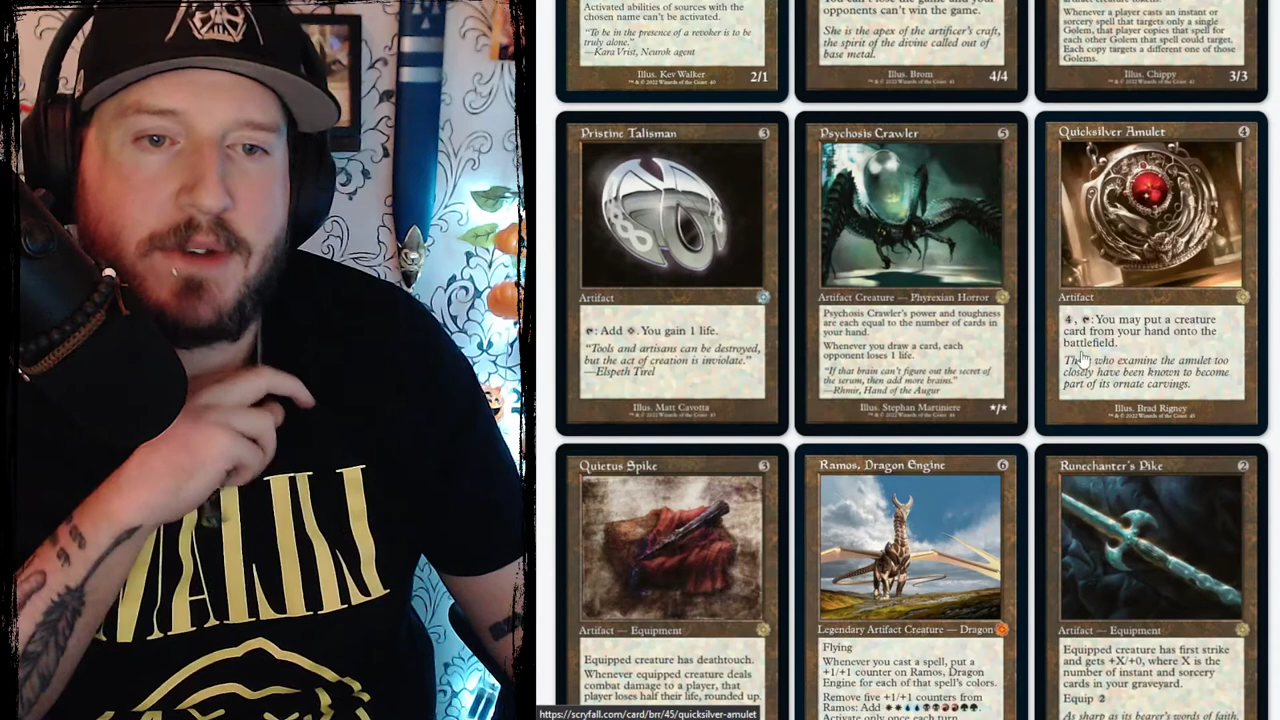 Activated abilities of sources with the
chosen name can't be activated.
"To be in the presence of a revoker is to be
truly alone."
—Kara Vrist, Neurok agent
Illus. Kev Walker
2/1
opponents can't win the game.
She is the apex of the artificer's craft,
the spirit of the divine called out of
base metal.
Illus. Brom
4/4
Whenever a player casts an instant or
sorcery spell that targets only a single
Golem, that player copies that spell for
each other Golem that spell could target.
Each copy targets a different one of those
Golems.
Illus. Chippy
3/3
Pristine Talisman 3
Artifact
: Add . You gain 1 life.
"Tools and artisans can be destroyed,
but the act of creation is inviolate."
—Elspeth Tirel
Illus. Matt Cavotta
Psychosis Crawler 5
Artifact Creature — Phyrexian Horror
Psychosis Crawler's power and toughness
are each equal to the number of cards in
your hand.
Whenever you draw a card, each
opponent loses 1 life.
"If that brain can't figure out the secret of
the serum, then add more brains."
—Rhmir, Hand of the Augur
Illus. Stephan Martiniere
*/*
Quicksilver Amulet 4
Artifact
4, : You may put a creature
card from your hand onto the
battlefield.
who examine the amulet too
closely have been known to become
part of its ornate carvings.
Illus. Brad Rigney
Quietus Spike 3
Artifact — Equipment
Equipped creature has deathtouch.
Whenever equipped creature deals
combat damage to a player, that
player loses half their life, rounded up.
Ramos, Dragon Engine 6
Legendary Artifact Creature — Dragon
Flying
Whenever you cast a spell, put a
+1/+1 counter on Ramos, Dragon
Engine for each of that spell's colors.
Remove five +1/+1 counters from
Ramos: Add
Activate only once each turn.
Runechanter's Pike 2
Artifact — Equipment
Equipped creature has first strike
and gets +X/+0, where X is the
number of instant and sorcery
cards in your graveyard.
Equip 2
As sharp as its bearer's words of faith,
https://scryfall.com/card/brr/45/quicksilver-amulet